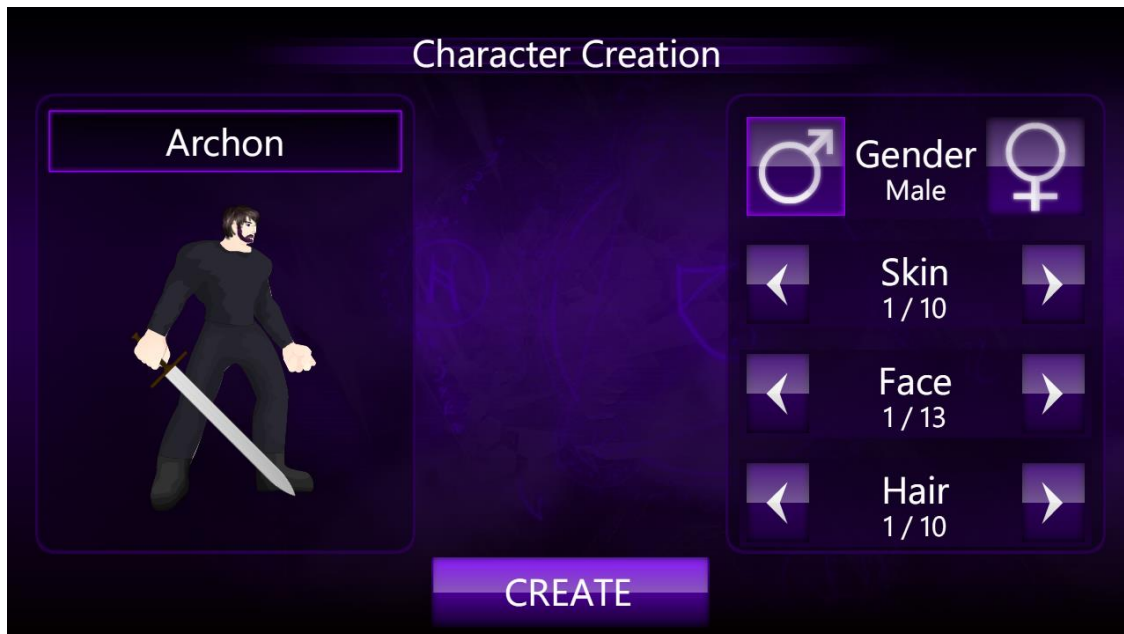 Character Creation
Archon
Gender
Male
Skin
1 / 10
Face
1 / 13
Hair
1 / 10
CREATE